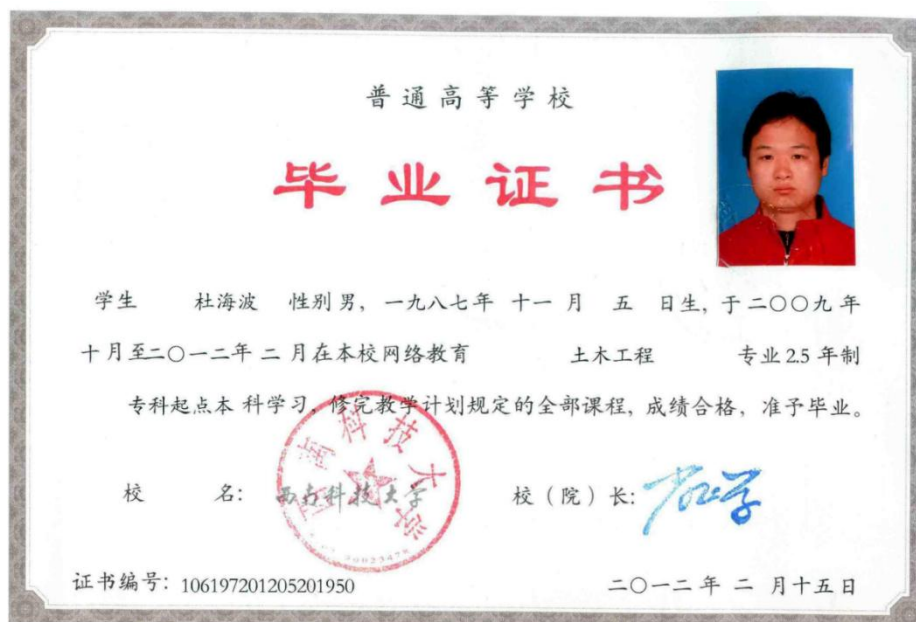 普通高等学校
毕业证书
学生 杜海波 性别男，一九八七年 十一 月 五 日生，于二〇〇九年
十月至二〇一二年 二 月在本校网络教育 土木工程 专业2.5 年制
专科起点本 科学习，修完教学计划规定的全部课程，成绩合格，准予毕业。
校 名： 西南科技大学 校（院）长：
西南科技大学
证书编号：106197201205201950 二〇一二年 二 月十五日